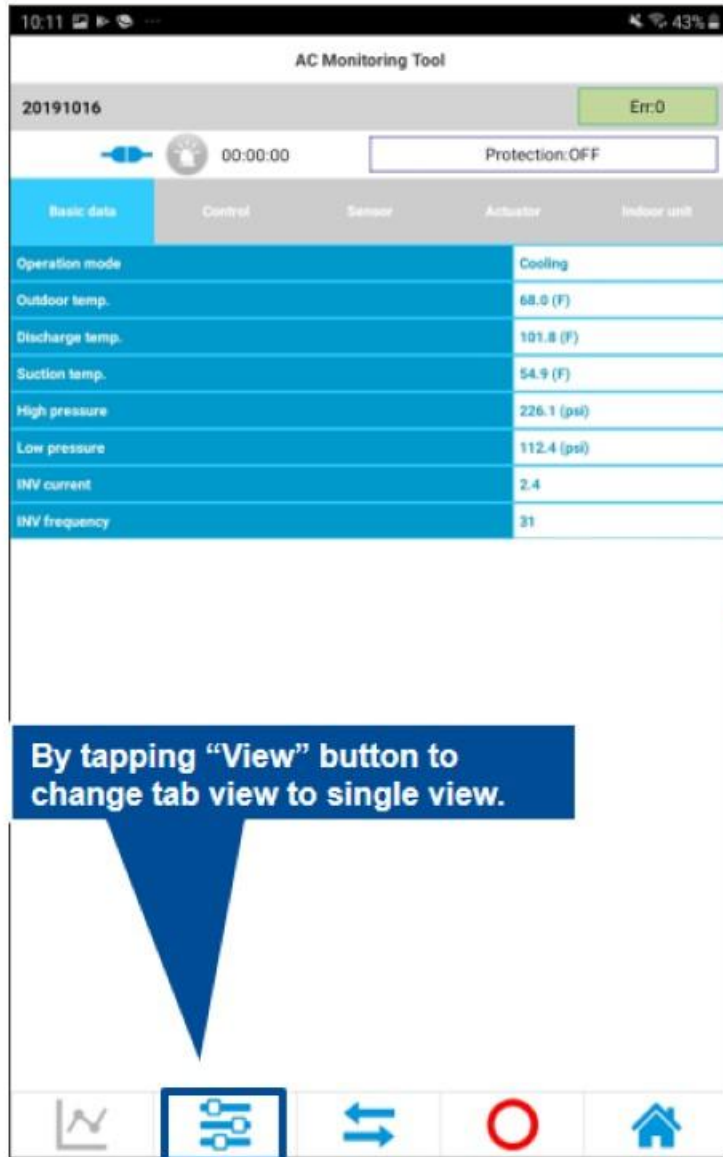 10:11 43%
AC Monitoring Tool
20191016 Err:0
00:00:00 Protection:OFF
Basic data Control Sensor Actuator Indoor unit
Operation mode Cooling
Outdoor temp. 68.0 (F)
Discharge temp. 101.8 (F)
Suction temp. 54.9 (F)
High pressure 226.1 (psi)
Low pressure 112.4 (psi)
INV current 2.4
INV frequency 31
By tapping “View” button to
change tab view to single view.